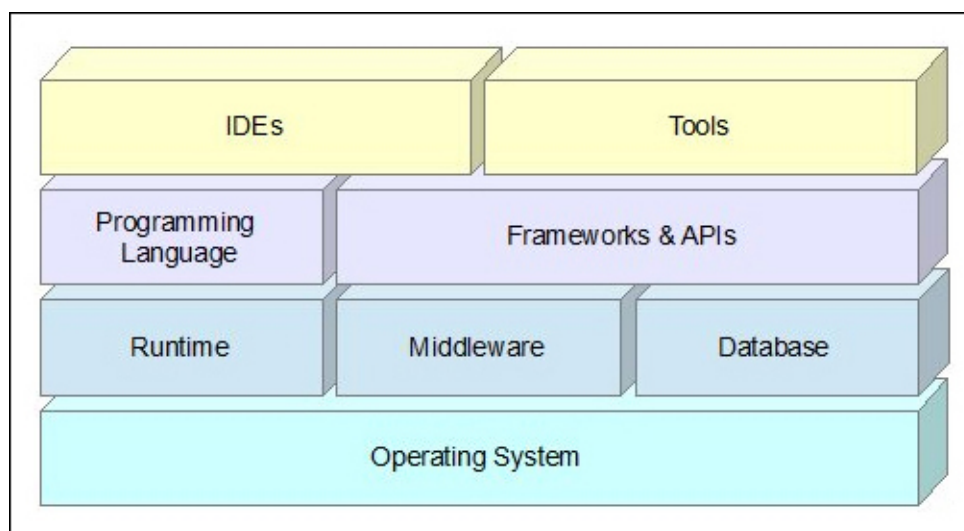 IDEs
Tools
Programming
Language
Frameworks & APIs
Runtime
Middleware
Database
Operating System